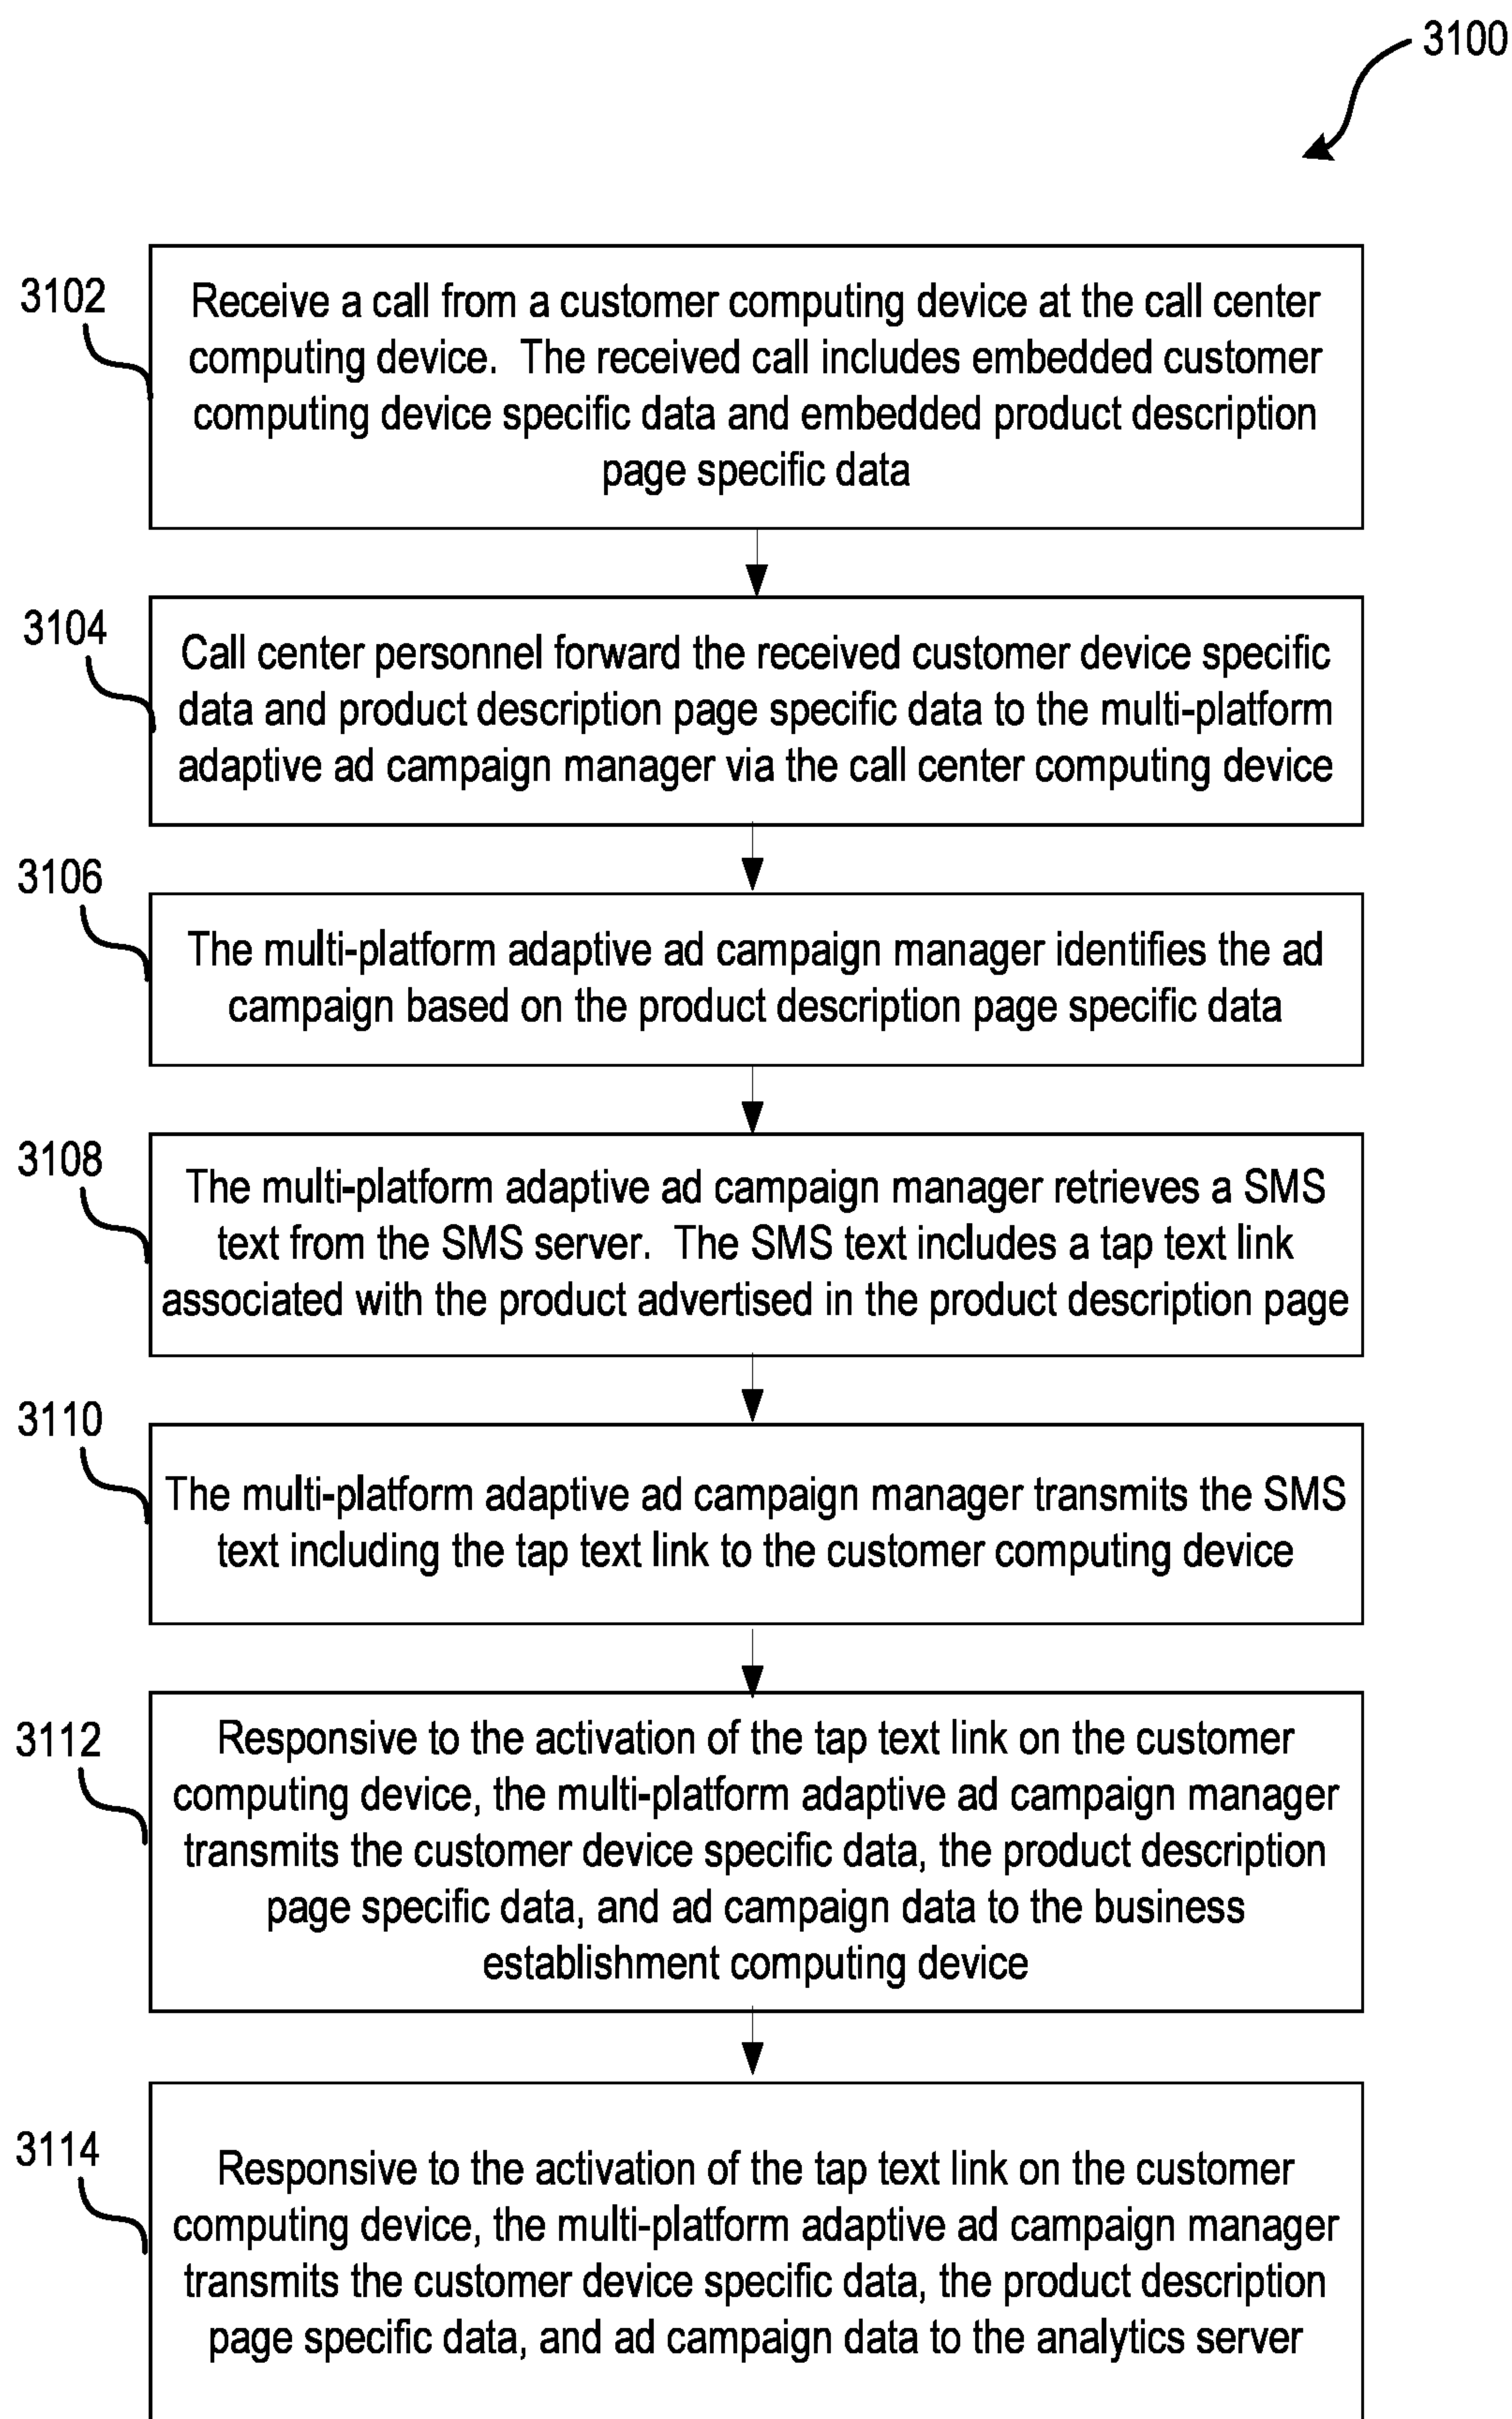 3100
3102
Receive a call from a customer computing device at the call center
computing device. The received call includes embedded customer
computing device specific data and embedded product description
page specific data
3104
Call center personnel forward the received customer device specific
data and product description page specific data to the multi-platform
adaptive ad campaign manager via the call center computing device
3106
The multi-platform adaptive ad campaign manager identifies the ad
campaign based on the product description page specific data
3108
The multi-platform adaptive ad campaign manager retrieves a SMS
text from the SMS server. The SMS text includes a tap text link
associated with the product advertised in the product description page
3110
The multi-platform adaptive ad campaign manager transmits the SMS
text including the tap text link to the customer computing device
3112
Responsive to the activation of the tap text link on the customer
computing device, the multi-platform adaptive ad campaign manager
transmits the customer device specific data, the product description
page specific data, and ad campaign data to the business
establishment computing device
3114
Responsive to the activation of the tap text link on the customer
computing device, the multi-platform adaptive ad campaign manager
transmits the customer device specific data, the product description
page specific data, and ad campaign data to the analytics server